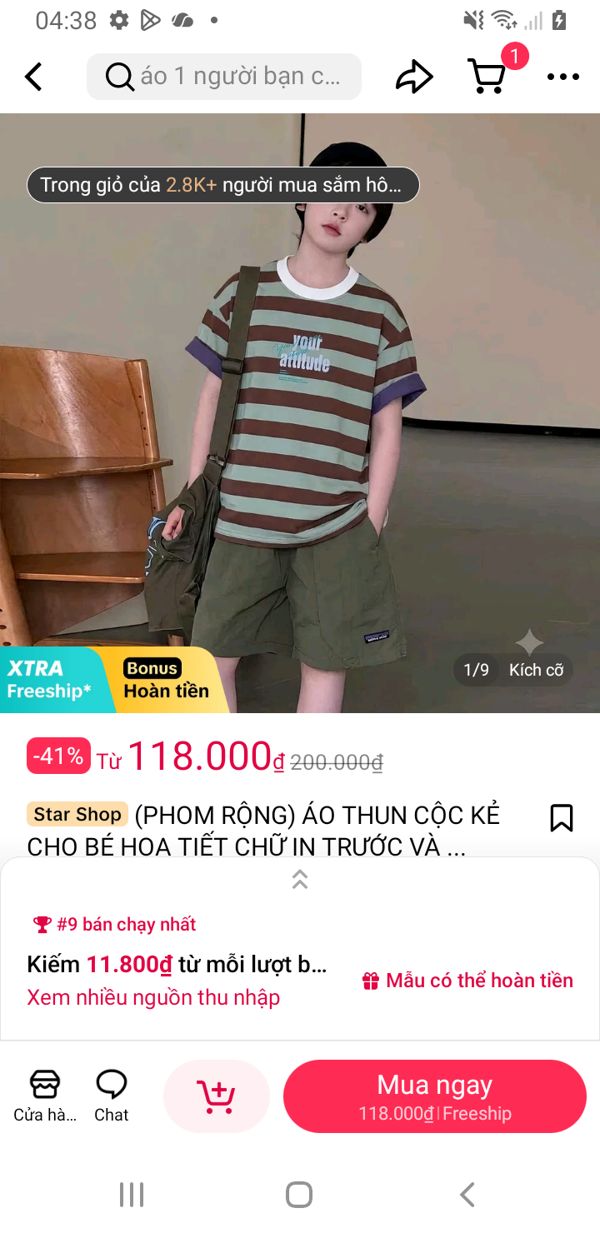 04:38
áo 1 người bạn c...
1
Trong giỏ của 2.8K+ người mua sắm hô...
your
attitude
XTRA
Freeship*
Bonus
Hoàn tiền
1/9 Kích cỡ
-41% Từ 118.000₫ 200.000₫
Star Shop (PHOM RỘNG) ÁO THUN CỘC KẺ
CHO BÉ HOA TIẾT CHỮ IN TRƯỚC VÀ ...
#9 bán chạy nhất
Kiếm 11.800₫ từ mỗi lượt b...
Xem nhiều nguồn thu nhập
Mẫu có thể hoàn tiền
Cửa hà...
Chat
Mua ngay
118.000₫|Freeship